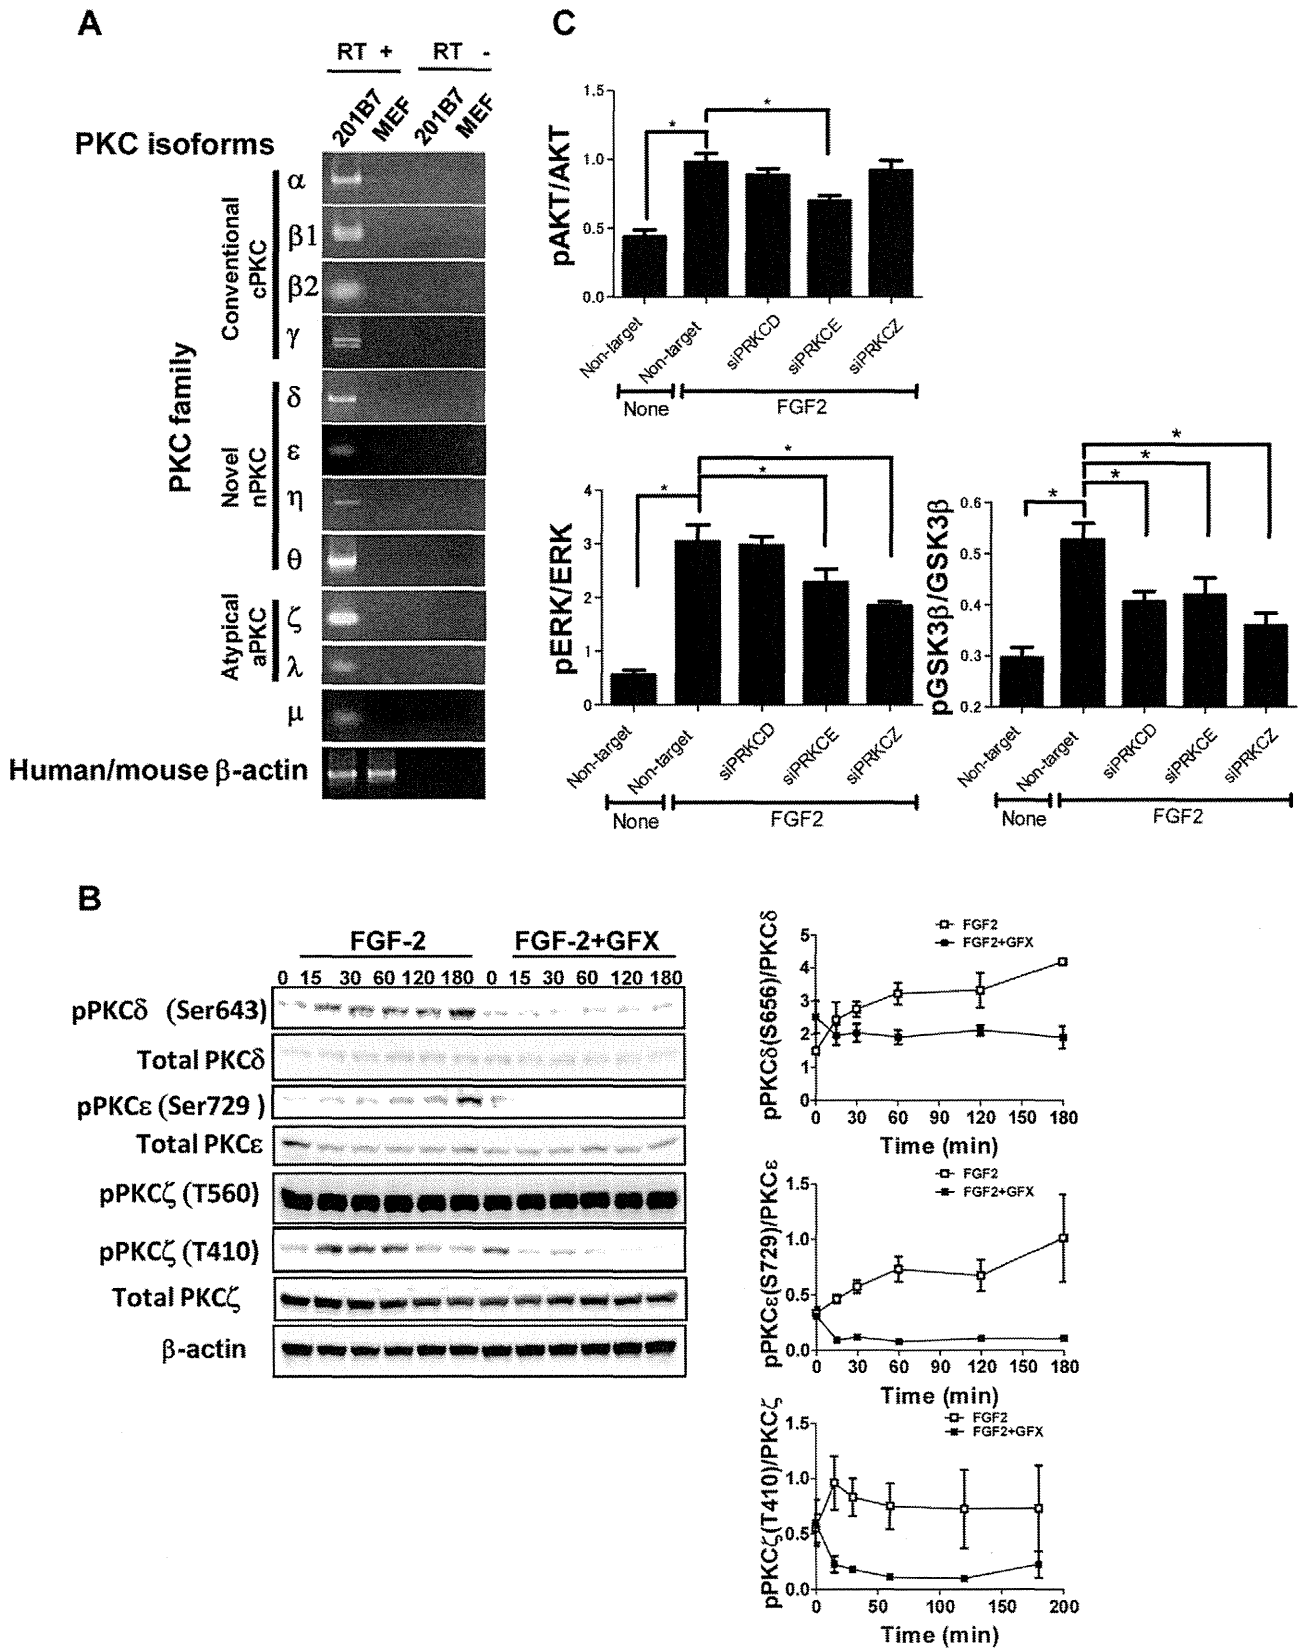 A
RT + RT -
201B7 MEF 201B7 MEF
PKC isoforms
PKC family
Conventional
cPKC
α
β1
β2
γ
Novel
nPKC
δ
ε
η
θ
Atypical
aPKC
ζ
λ
μ
Human/mouse β-actin
C
pAKT/AKT
1.5
1.0
0.5
0.0
* *
Non-target Non-target siPRKCD siPRKCE siPRKCZ
None FGF2
pERK/ERK
4
3
2
1
0
* * *
Non-target Non-target siPRKCD siPRKCE siPRKCZ
None FGF2
pGSK3β/GSK3β
0.6
0.5
0.4
0.3
0.2
* * * *
Non-target Non-target siPRKCD siPRKCE siPRKCZ
None FGF2
B
FGF-2 FGF-2+GFX
0 15 30 60 120 180 0 15 30 60 120 180
pPKCδ (Ser643)
Total PKCδ
pPKCε (Ser729 )
Total PKCε
pPKCζ (T560)
pPKCζ (T410)
Total PKCζ
β-actin
pPKCδ(S656)/PKCδ
FGF2
FGF2+GFX
5
4
3
2
1
0
0 30 60 90 120 150 180
Time (min)
pPKCε(S729)/PKCε
FGF2
FGF2+GFX
1.5
1.0
0.5
0.0
0 30 60 90 120 150 180
Time (min)
pPKCζ(T410)/PKCζ
FGF2
FGF2+GFX
1.5
1.0
0.5
0.0
0 50 100 150 200
Time (min)